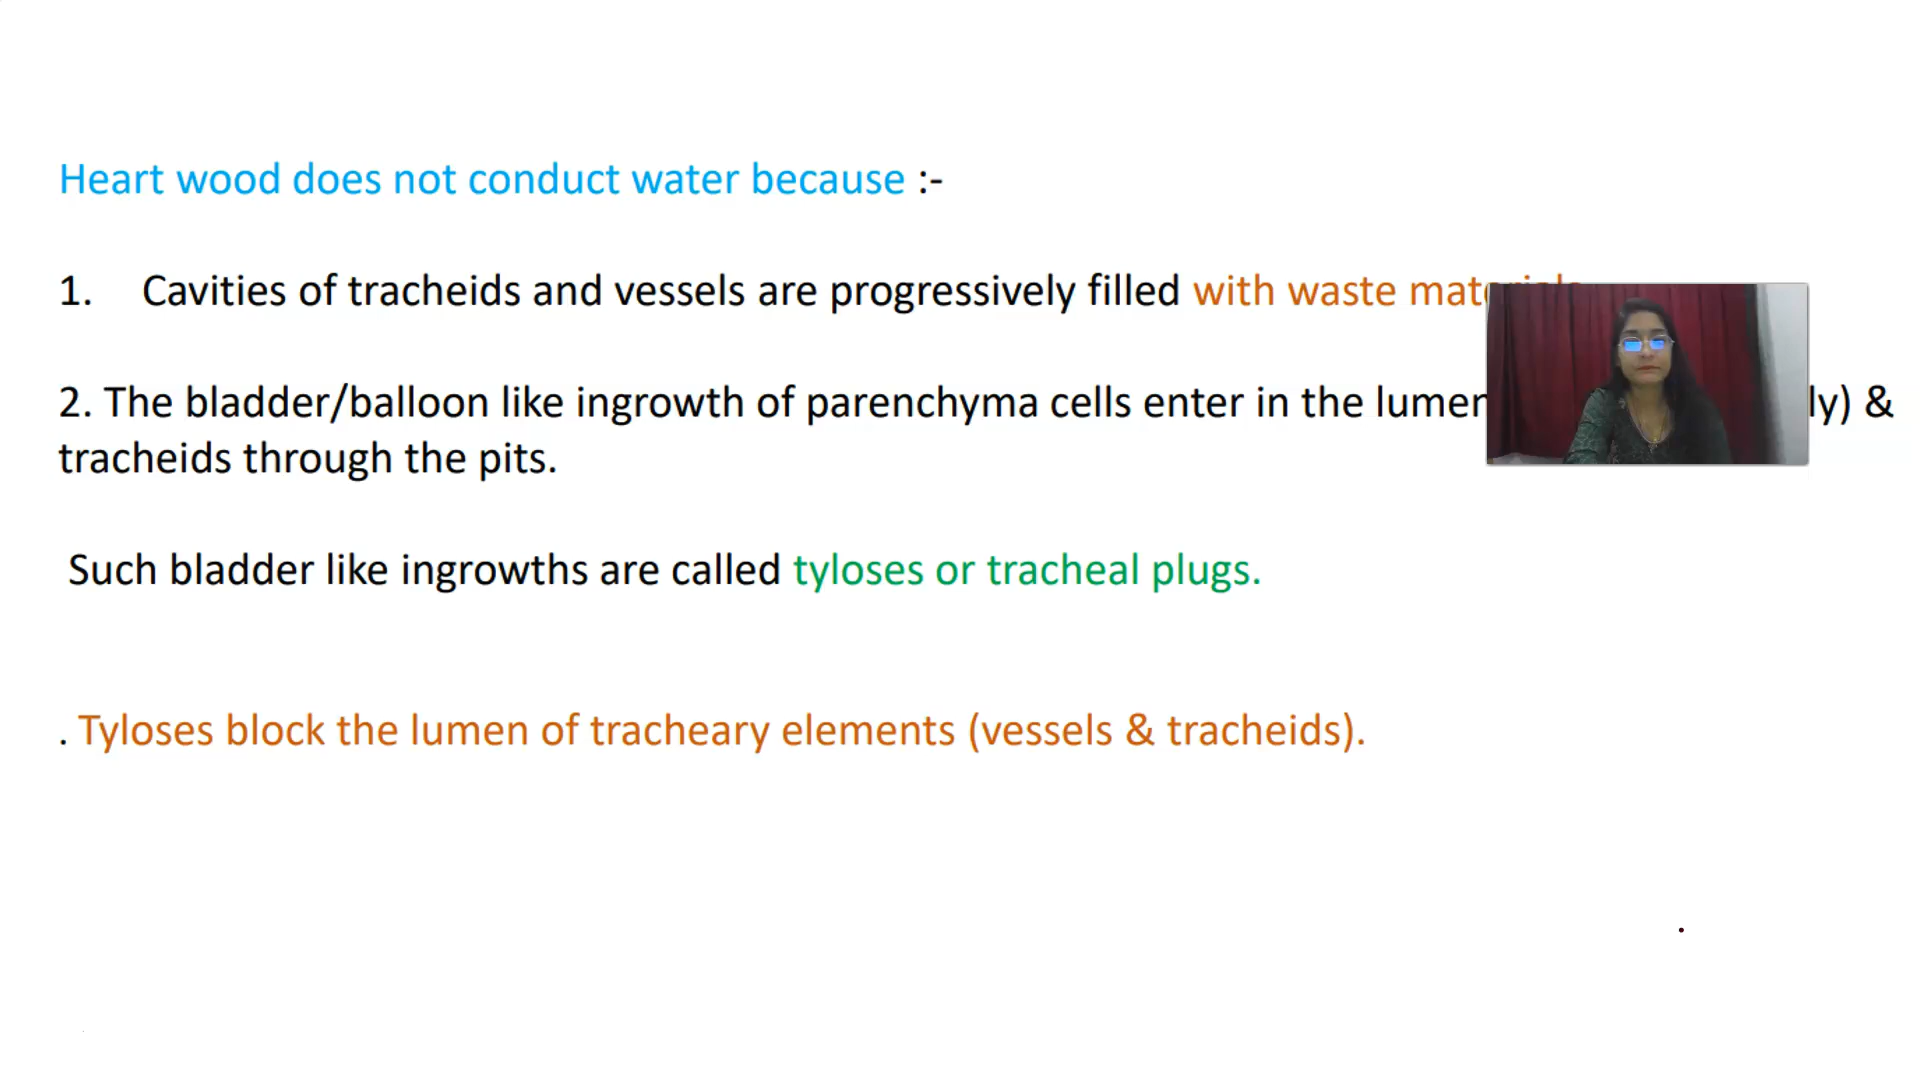 Heart wood does not conduct water because :-
1. Cavities of tracheids and vessels are progressively filled with waste materials
2. The bladder/balloon like ingrowth of parenchyma cells enter in the lumen ly) &
tracheids through the pits.
Such bladder like ingrowths are called tyloses or tracheal plugs.
. Tyloses block the lumen of tracheary elements (vessels & tracheids).